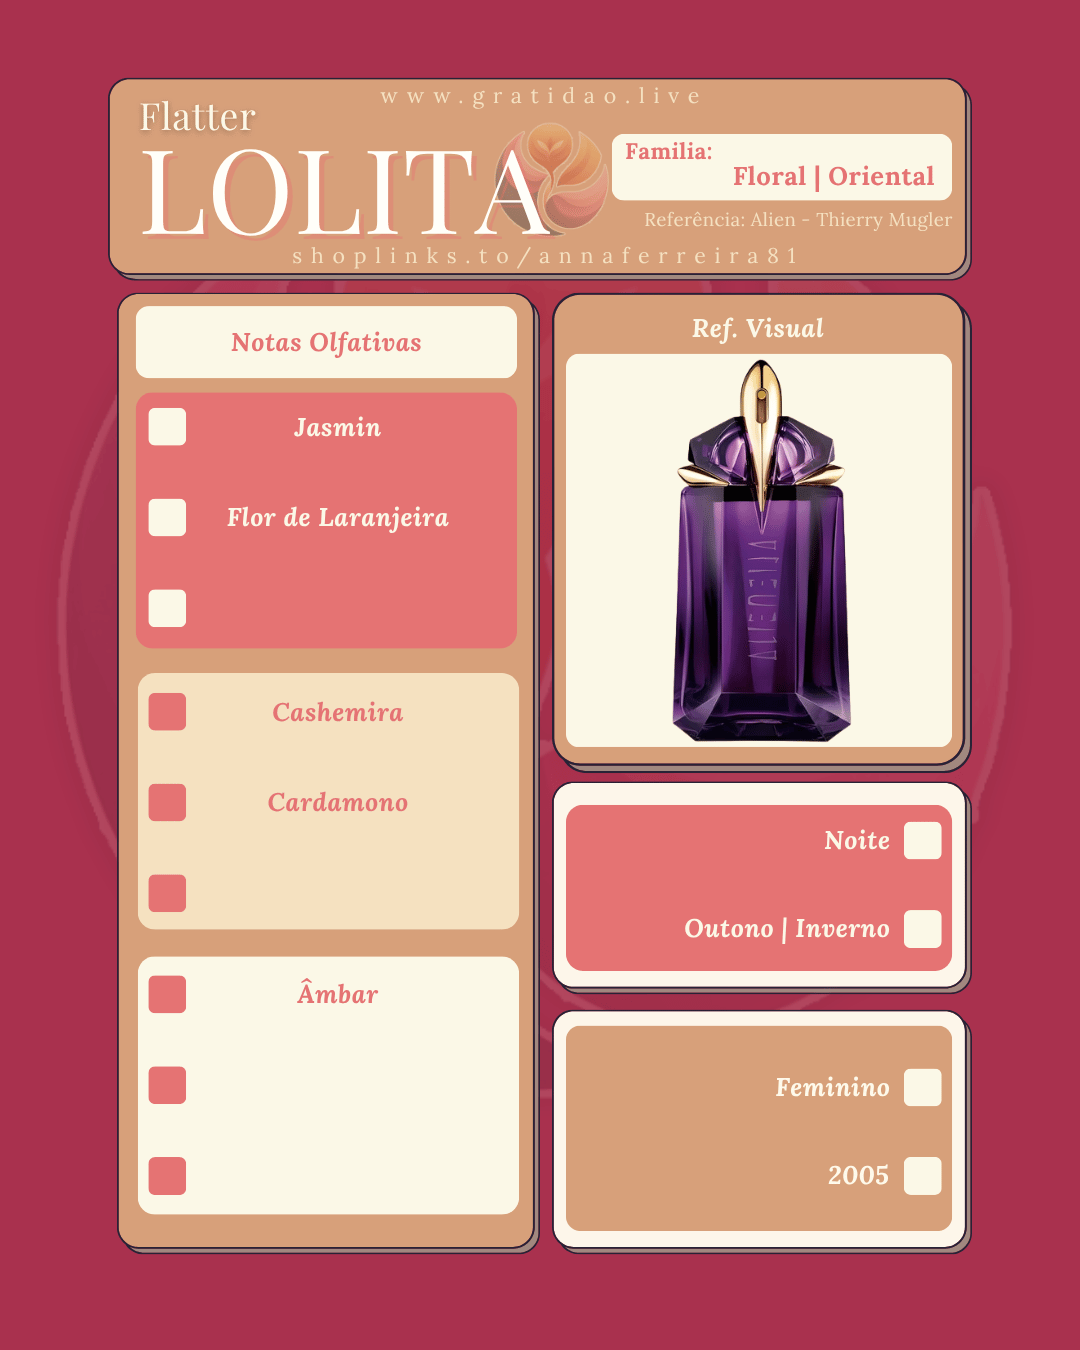 www.gratidao.live
Flatter
LOLITA
Familia:
Floral | Oriental
Referência: Alien - Thierry Mugler
shoplinks.to/annaferreira81
Notas Olfativas
Jasmin
Flor de Laranjeira
Cashemira
Cardamono
Âmbar
Ref. Visual
Noite
Outono | Inverno
Feminino
2005